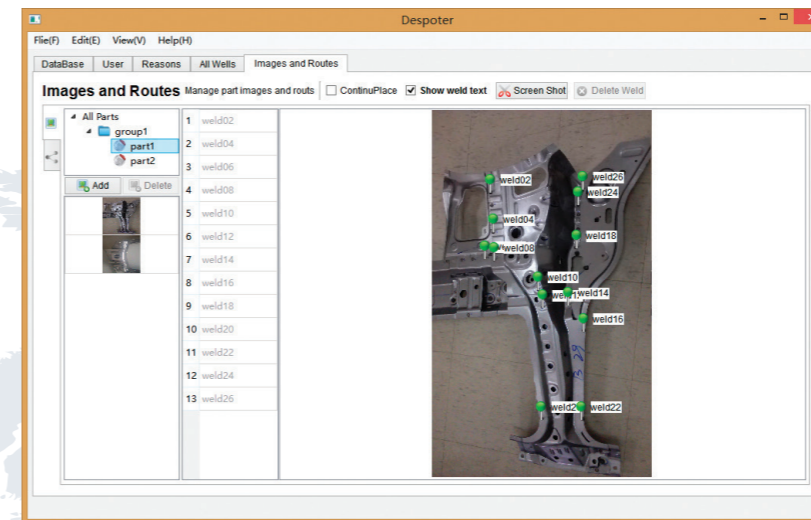 Despoter
Flie(F) Edit(E) View(V) Help(H)
DataBase User Reasons All Wells Images and Routes
Images and Routes Manage part images and routs ContinuPlace Show weld text Screen Shot Delete Weld
All Parts
group1
part1
part2
Add Delete
1 weld02
2 weld04
3 weld06
4 weld08
5 weld10
6 weld12
7 weld14
8 weld16
9 weld18
10 weld20
11 weld22
12 weld24
13 weld26
weld02
weld26
weld24
weld04
weld18
weld08
weld10
weld14
weld16
weld22